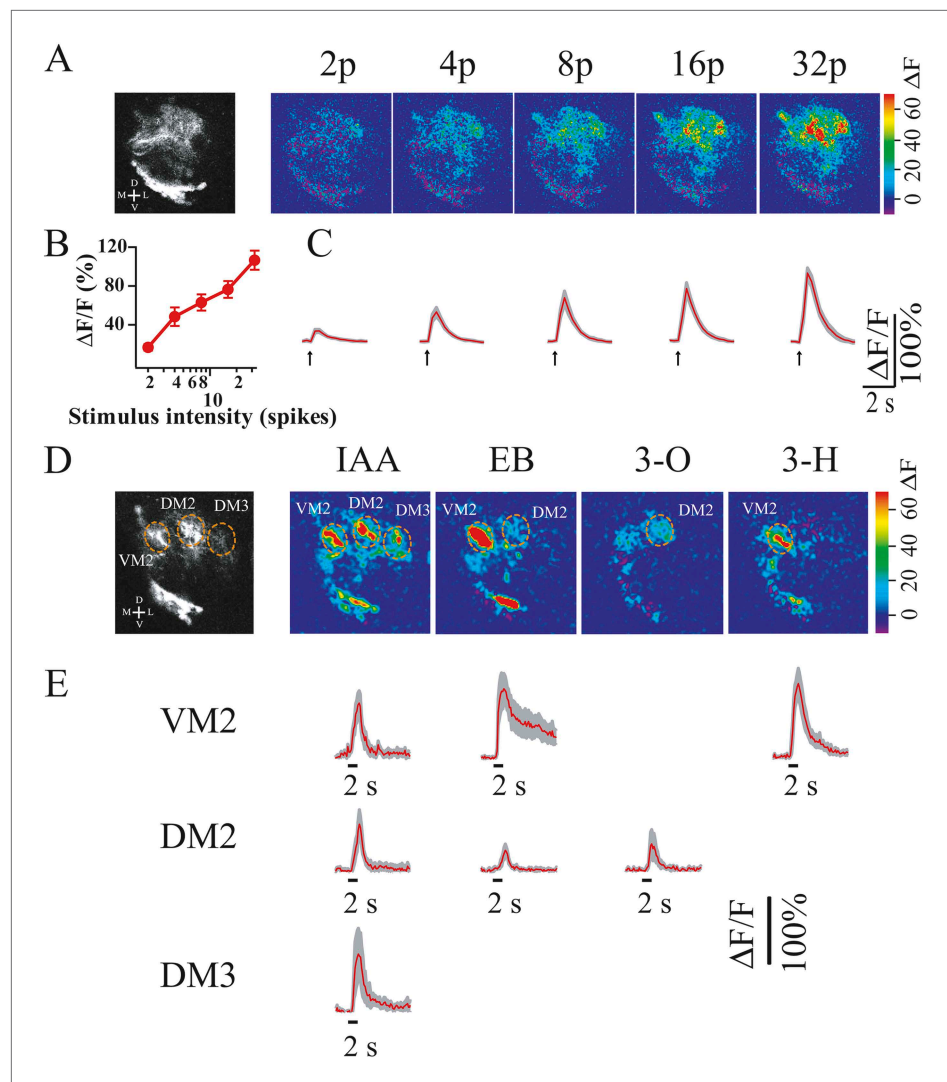 A
2p 4p 8p 16p 32p
ΔF
60
40
20
0
D
M L
V
B
ΔF/F (%)
120
80
40
2 4 6 8 2
10
Stimulus intensity (spikes)
C
ΔF/F
100%
2 s
D
IAA EB 3-O 3-H
ΔF
60
40
20
0
DM2 DM3
VM2
D
M L
V
VM2 DM2 DM3
VM2 DM2
DM2
VM2
E
VM2
2 s 2 s 2 s
DM2
2 s 2 s 2 s
ΔF/F
100%
DM3
2 s